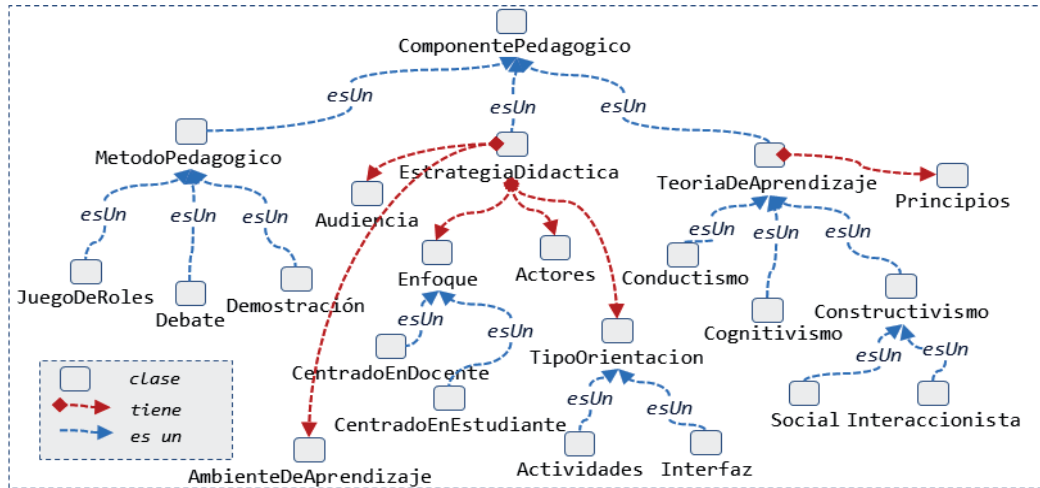 ComponentePedagogico
esUn
esUn
esUn
MetodoPedagogico
EstrategiaDidactica
TeoriaDeAprendizaje
Principios
Audiencia
esUn
esUn
esUn
esUn
esUn
esUn
Enfoque
Actores
Conductismo
JuegoDeRoles
Debate
Demostración
Cognitivismo
Constructivismo
esUn
esUn
TipoOrientacion
esUn
esUn
CentradoEnDocente
CentradoEnEstudiante
esUn
esUn
Social
Interaccionista
AmbienteDeAprendizaje
Actividades
Interfaz
clase
tiene
es un